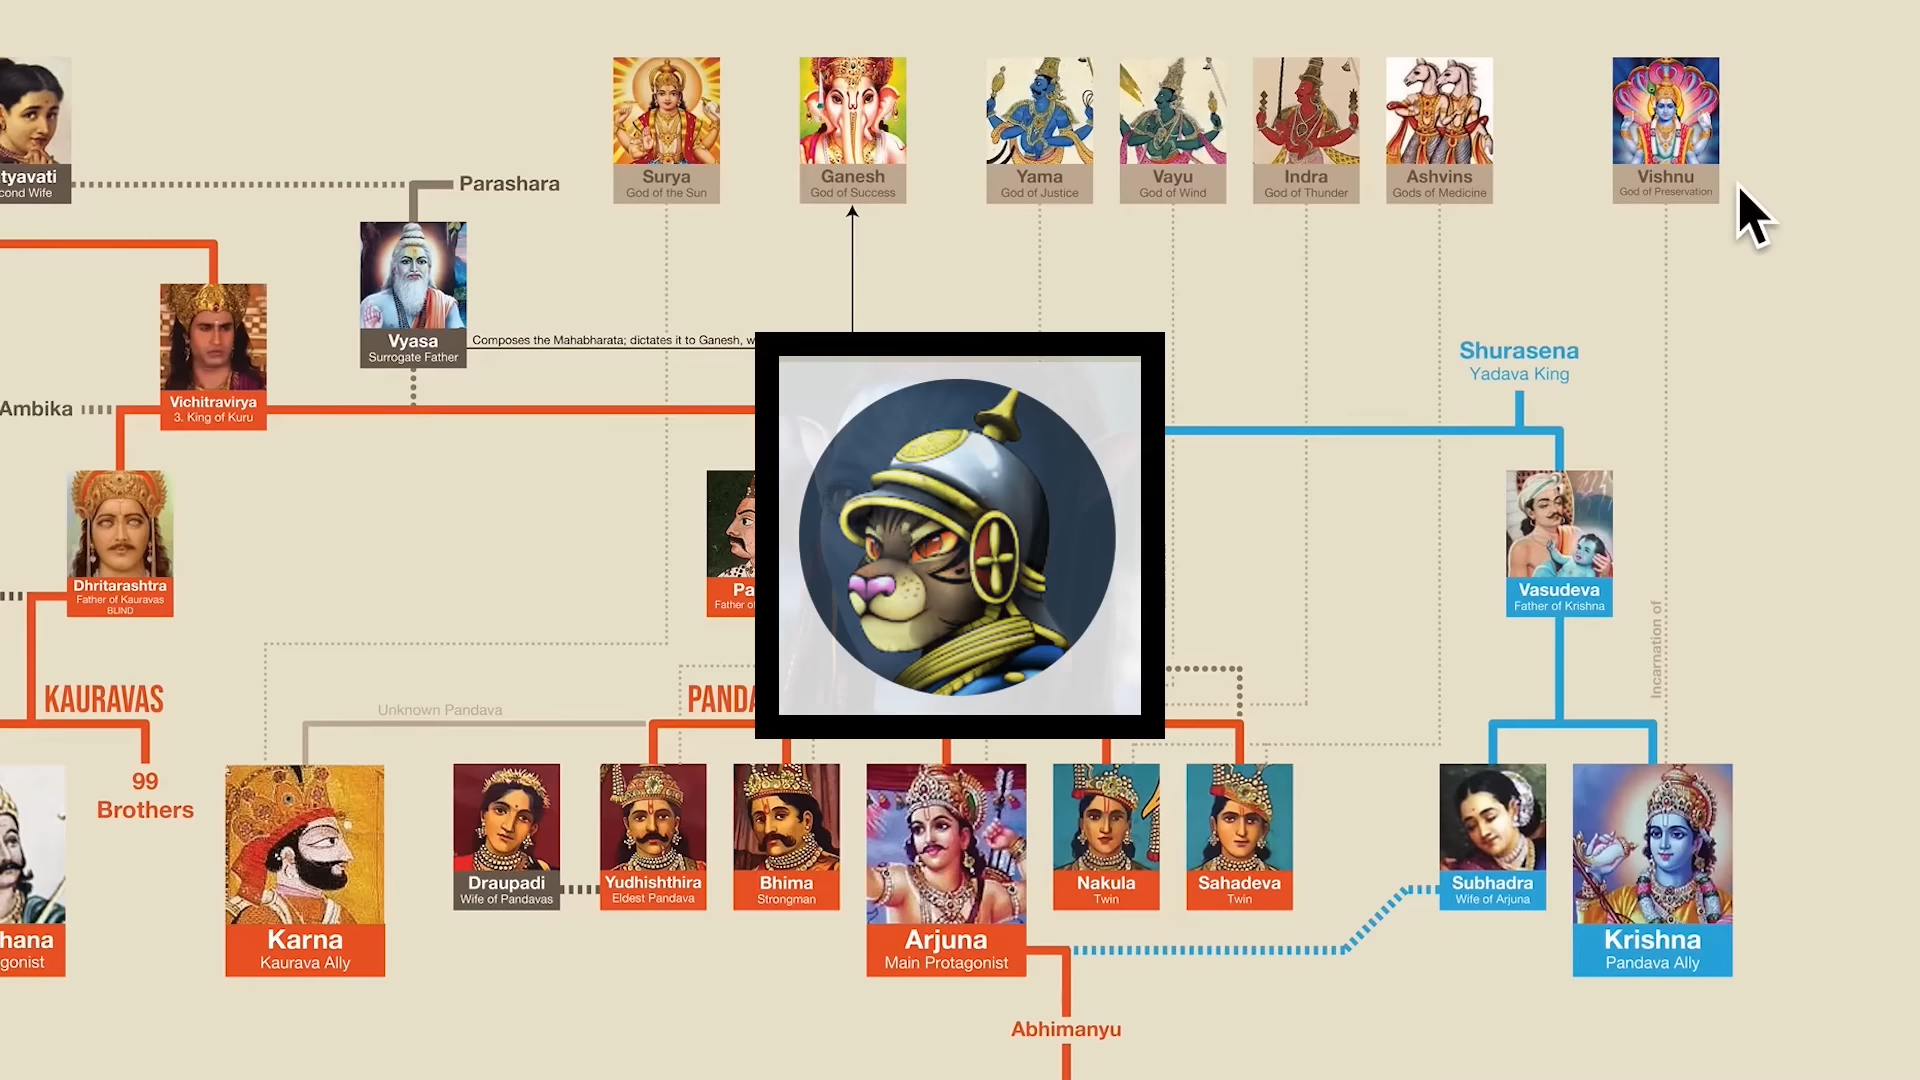 Surya
God of the Sun
Ganesh
God of Success
Yama
God of Justice
Vayu
God of Wind
Indra
God of Thunder
Ashvins
Gods of Medicine
Vishnu
God of Preservation
tyavati
cond Wife
Parashara
Vyasa
Surrogate Father
Composes the Mahabharata; dictates it to Ganesh, w
Shurasena
Yadava King
Ambika
Vichitravirya
3. King of Kuru
Dhritarashtra
Father of Kauravas
BLIND
Pa
Father of
Vasudeva
Father of Krishna
Incarnation of
KAURAVAS
Unknown Pandava
PANDA
99
Brothers
Draupadi
Wife of Pandavas
Yudhishthira
Eldest Pandava
Bhima
Strongman
Nakula
Twin
Sahadeva
Twin
Subhadra
Wife of Arjuna
hana
gonist
Karna
Kaurava Ally
Arjuna
Main Protagonist
Krishna
Pandava Ally
Abhimanyu